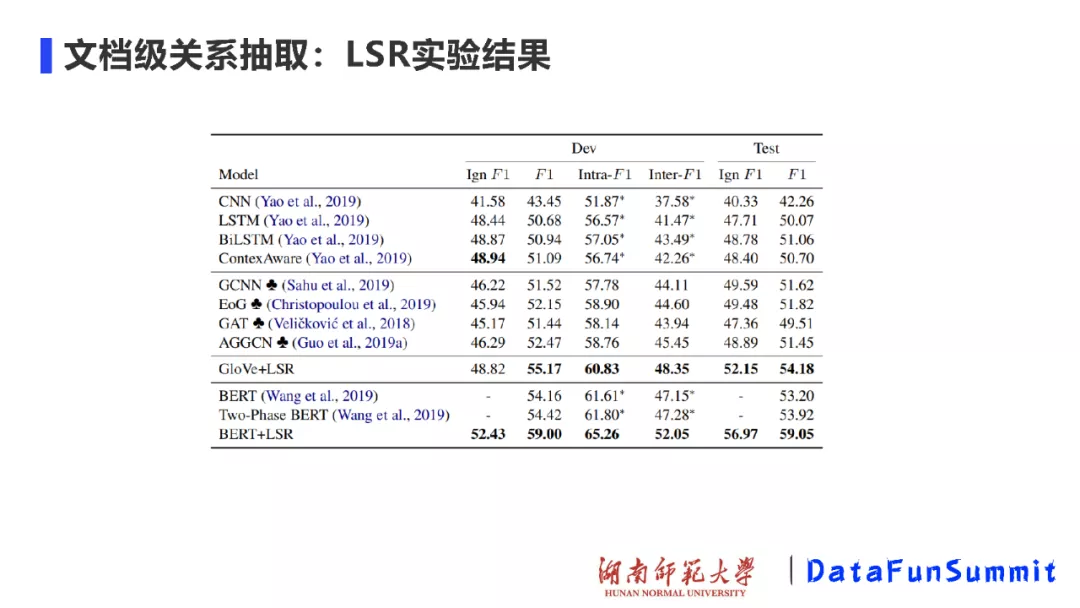 文档级关系抽取：LSR实验结果
Dev Test
Model Ign F1 F1 Intra-F1 Inter-F1 Ign F1 F1
CNN (Yao et al., 2019) 41.58 43.45 51.87* 37.58* 40.33 42.26
LSTM (Yao et al., 2019) 48.44 50.68 56.57* 41.47* 47.71 50.07
BiLSTM (Yao et al., 2019) 48.87 50.94 57.05* 43.49* 48.78 51.06
ContexAware (Yao et al., 2019) 48.94 51.09 56.74* 42.26* 48.40 50.70
GCNN ♣ (Sahu et al., 2019) 46.22 51.52 57.78 44.11 49.59 51.62
EoG ♣ (Christopoulou et al., 2019) 45.94 52.15 58.90 44.60 49.48 51.82
GAT ♣ (Veličković et al., 2018) 45.17 51.44 58.14 43.94 47.36 49.51
AGGCN ♣ (Guo et al., 2019a) 46.29 52.47 58.76 45.45 48.89 51.45
GloVe+LSR 48.82 55.17 60.83 48.35 52.15 54.18
BERT (Wang et al., 2019) - 54.16 61.61* 47.15* - 53.20
Two-Phase BERT (Wang et al., 2019) - 54.42 61.80* 47.28* - 53.92
BERT+LSR 52.43 59.00 65.26 52.05 56.97 59.05
湖南师范大学
HUNAN NORMAL UNIVERSITY
DataFunSummit